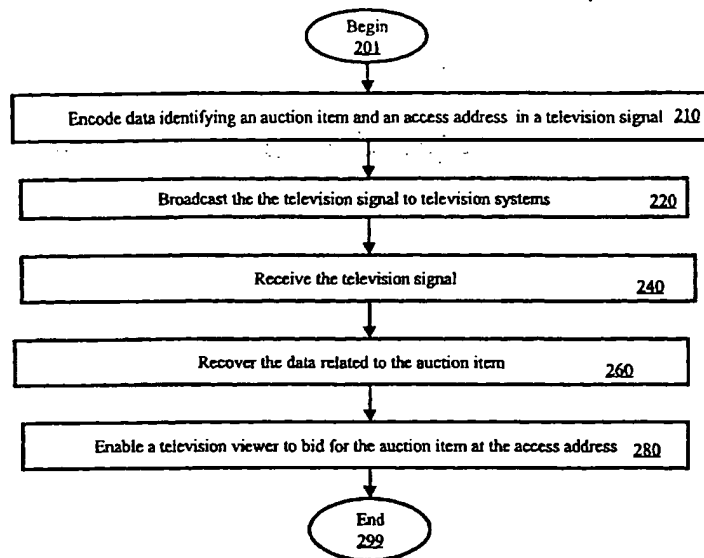 Begin
201
Encode data identifying an auction item and an access address in a television signal 210
Broadcast the the television signal to television systems 220
Receive the television signal 240
Recover the data related to the auction item 260
Enable a television viewer to bid for the auction item at the access address 280
End
299